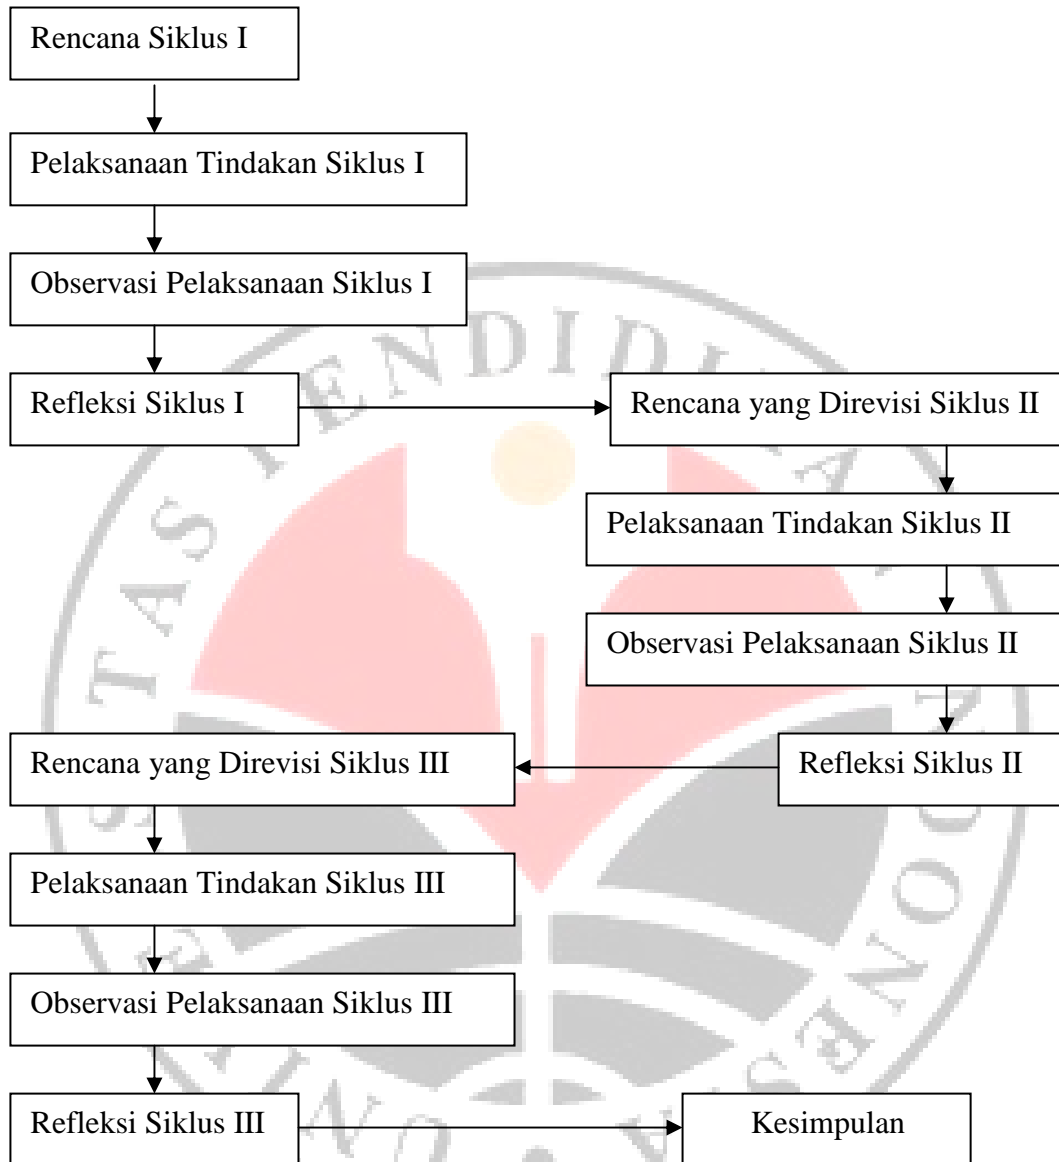 Rencana Siklus I
Pelaksanaan Tindakan Siklus I
Observasi Pelaksanaan Siklus I
Refleksi Siklus I
Rencana yang Direvisi Siklus II
Pelaksanaan Tindakan Siklus II
Observasi Pelaksanaan Siklus II
Refleksi Siklus II
Rencana yang Direvisi Siklus III
Pelaksanaan Tindakan Siklus III
Observasi Pelaksanaan Siklus III
Refleksi Siklus III
Kesimpulan